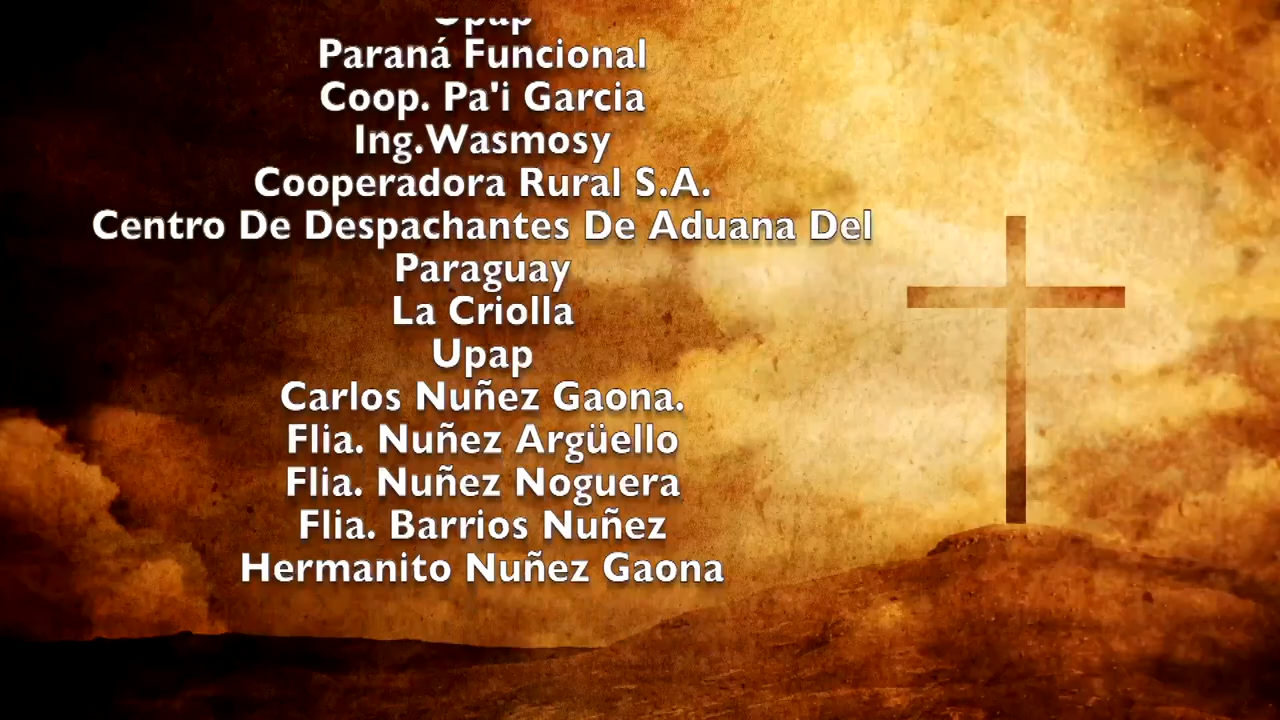 Paraná Funcional
Coop. Pa'i Garcia
Ing.Wasmosy
Cooperadora Rural S.A.
Centro De Despachantes De Aduana Del
Paraguay
La Criolla
Upap
Carlos Nuñez Gaona.
Flia. Nuñez Argüello
Flia. Nuñez Noguera
Flia. Barrios Nuñez
Hermanito Nuñez Gaona